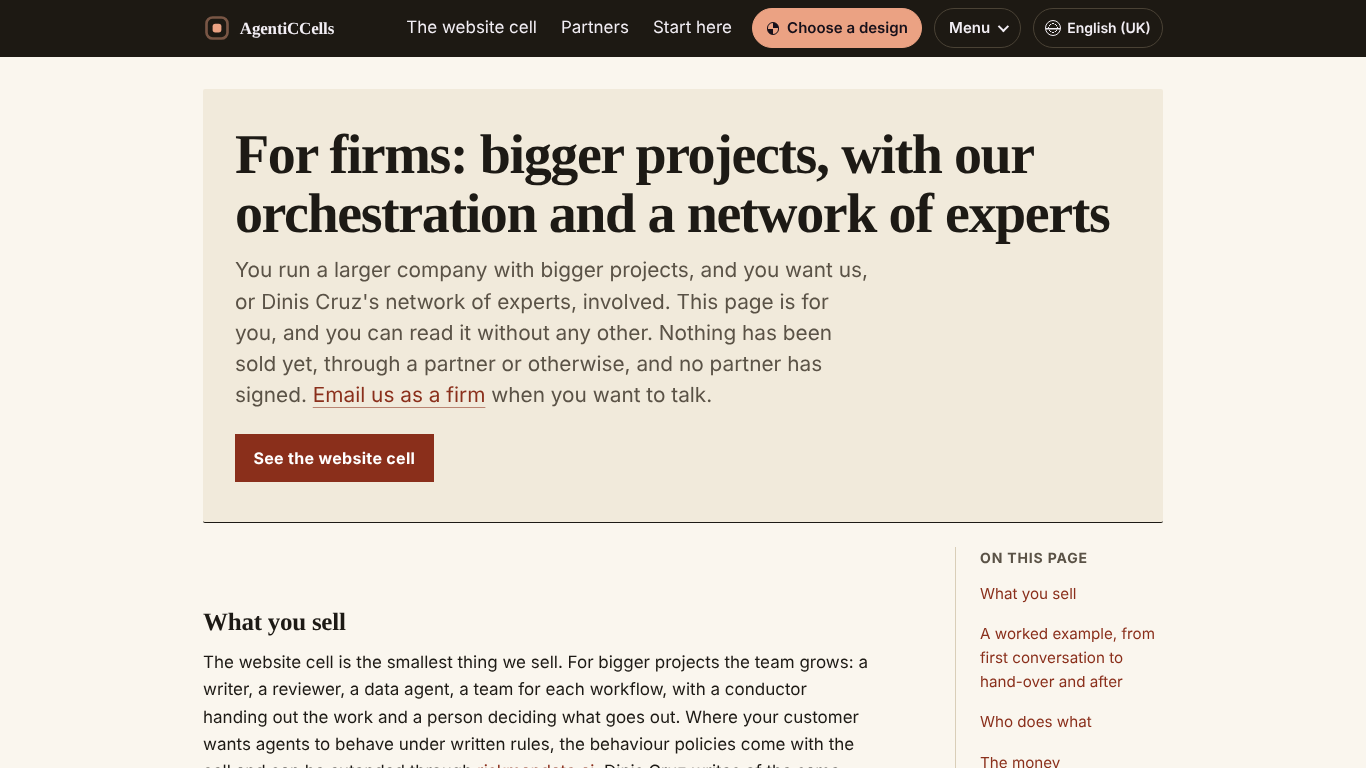 AgentiCCells
The website cell
Partners
Start here
Choose a design
Menu
English (UK)
For firms: bigger projects, with our
orchestration and a network of experts
You run a larger company with bigger projects, and you want us,
or Dinis Cruz's network of experts, involved. This page is for
you, and you can read it without any other. Nothing has been
sold yet, through a partner or otherwise, and no partner has
signed. Email us as a firm when you want to talk.
See the website cell
What you sell
The website cell is the smallest thing we sell. For bigger projects the team grows: a
writer, a reviewer, a data agent, a team for each workflow, with a conductor
handing out the work and a person deciding what goes out. Where your customer
wants agents to behave under written rules, the behaviour policies come with the
ON THIS PAGE
What you sell
A worked example, from
first conversation to
hand-over and after
Who does what
The money